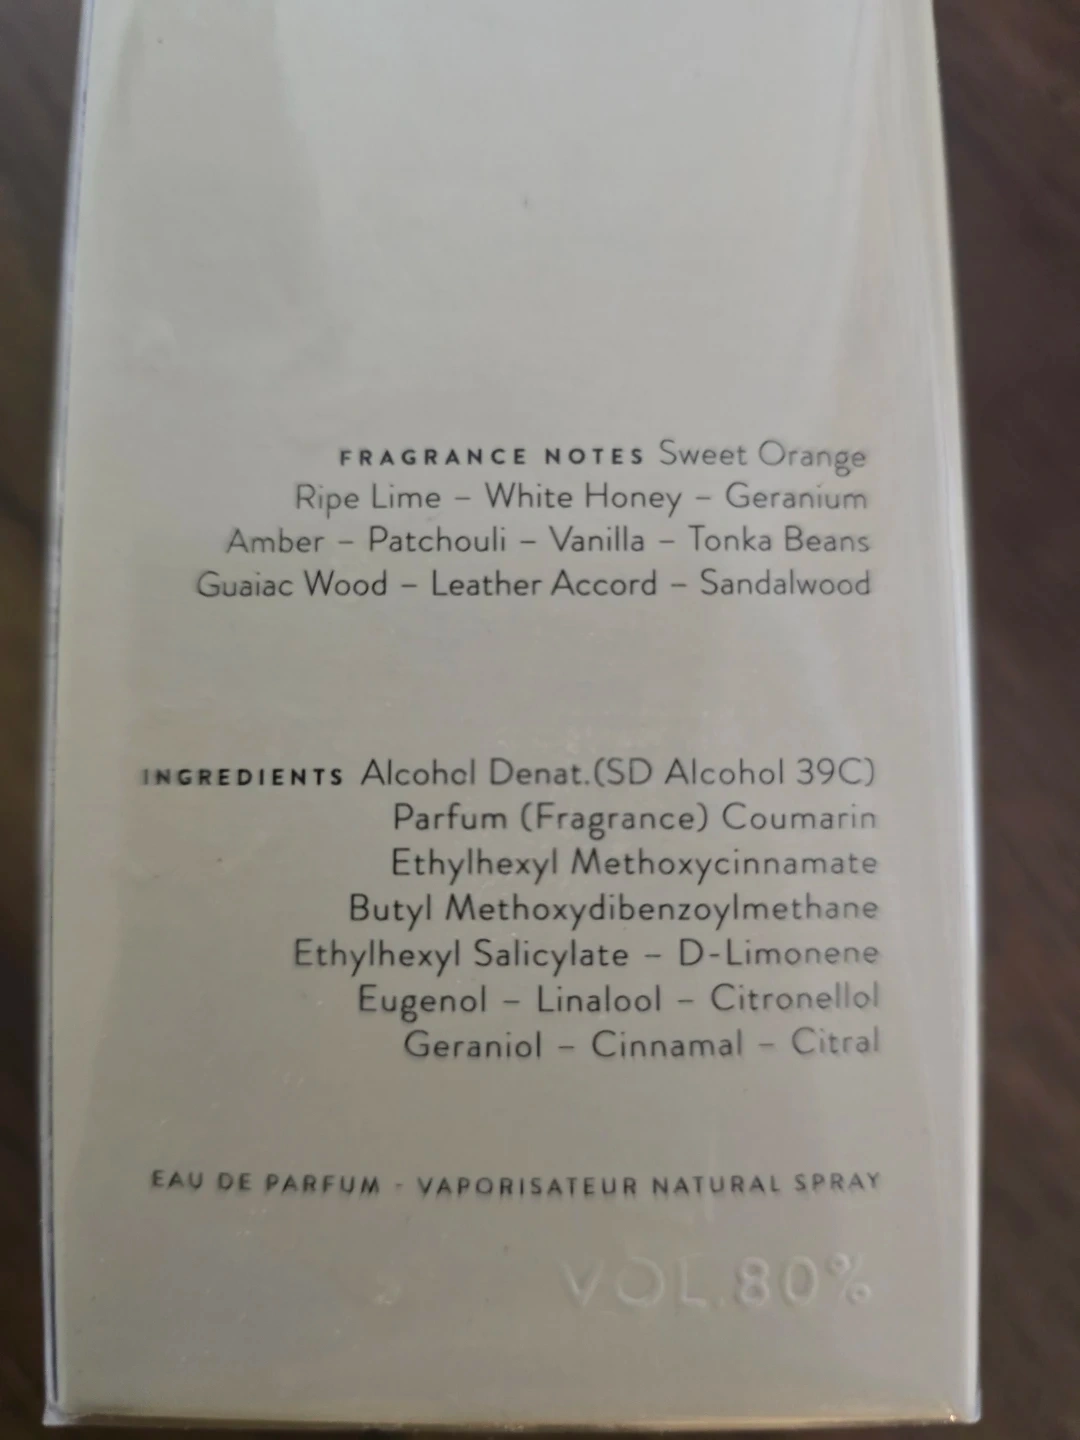 FRAGRANCE NOTES Sweet Orange
Ripe Lime – White Honey – Geranium
Amber – Patchouli – Vanilla – Tonka Beans
Guaiac Wood – Leather Accord – Sandalwood
INGREDIENTS Alcohol Denat.(SD Alcohol 39C)
Parfum (Fragrance) Coumarin
Ethylhexyl Methoxycinnamate
Butyl Methoxydibenzoylmethane
Ethylhexyl Salicylate – D-Limonene
Eugenol – Linalool – Citronellol
Geraniol – Cinnamal – Citral
EAU DE PARFUM - VAPORISATEUR NATURAL SPRAY
VOL.80%